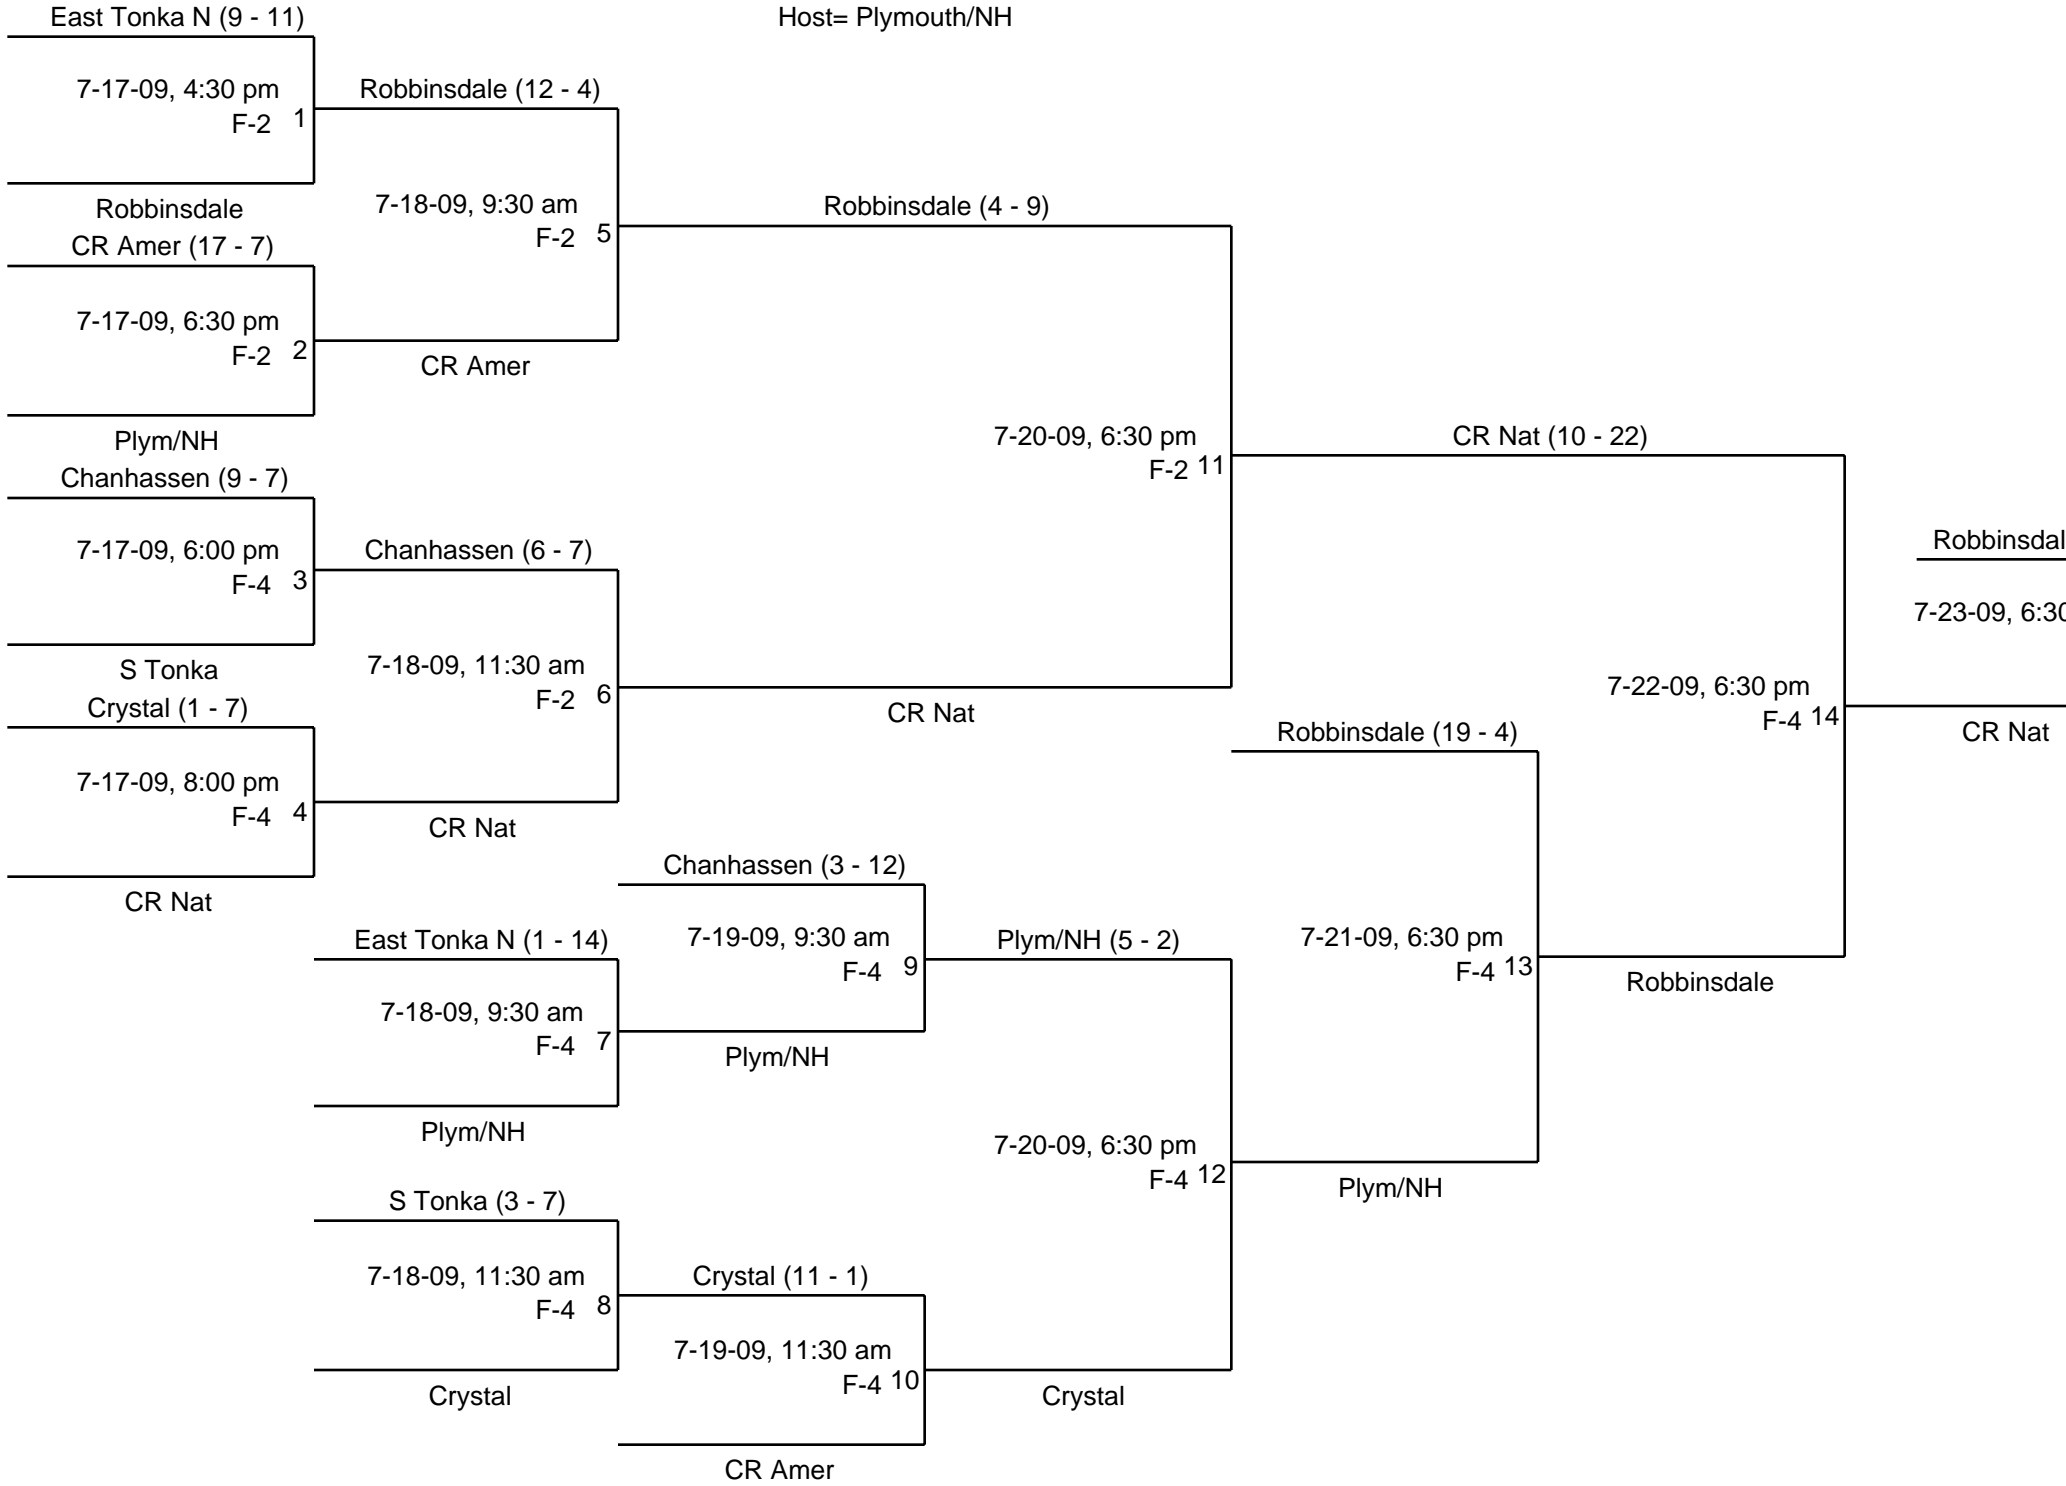 East Tonka N (9 - 11)
Host= Plymouth/NH
7-17-09, 4:30 pm
F-2 1
Robbinsdale (12 - 4)
Robbinsdale
CR Amer (17 - 7)
7-18-09, 9:30 am
F-2 5
Robbinsdale (4 - 9)
7-17-09, 6:30 pm
F-2 2
CR Amer
Plym/NH
Chanhassen (9 - 7)
7-20-09, 6:30 pm
F-2 11
CR Nat (10 - 22)
7-17-09, 6:00 pm
F-4 3
Chanhassen (6 - 7)
Robbinsdal
7-23-09, 6:30
S Tonka
Crystal (1 - 7)
7-18-09, 11:30 am
F-2 6
CR Nat
7-22-09, 6:30 pm
F-4 14
CR Nat
Robbinsdale (19 - 4)
7-17-09, 8:00 pm
F-4 4
CR Nat
CR Nat
Chanhassen (3 - 12)
East Tonka N (1 - 14)
7-19-09, 9:30 am
F-4 9
Plym/NH (5 - 2)
7-21-09, 6:30 pm
F-4 13
Robbinsdale
7-18-09, 9:30 am
F-4 7
Plym/NH
Plym/NH
7-20-09, 6:30 pm
F-4 12
Plym/NH
S Tonka (3 - 7)
7-18-09, 11:30 am
F-4 8
Crystal (11 - 1)
Crystal
7-19-09, 11:30 am
F-4 10
Crystal
CR Amer